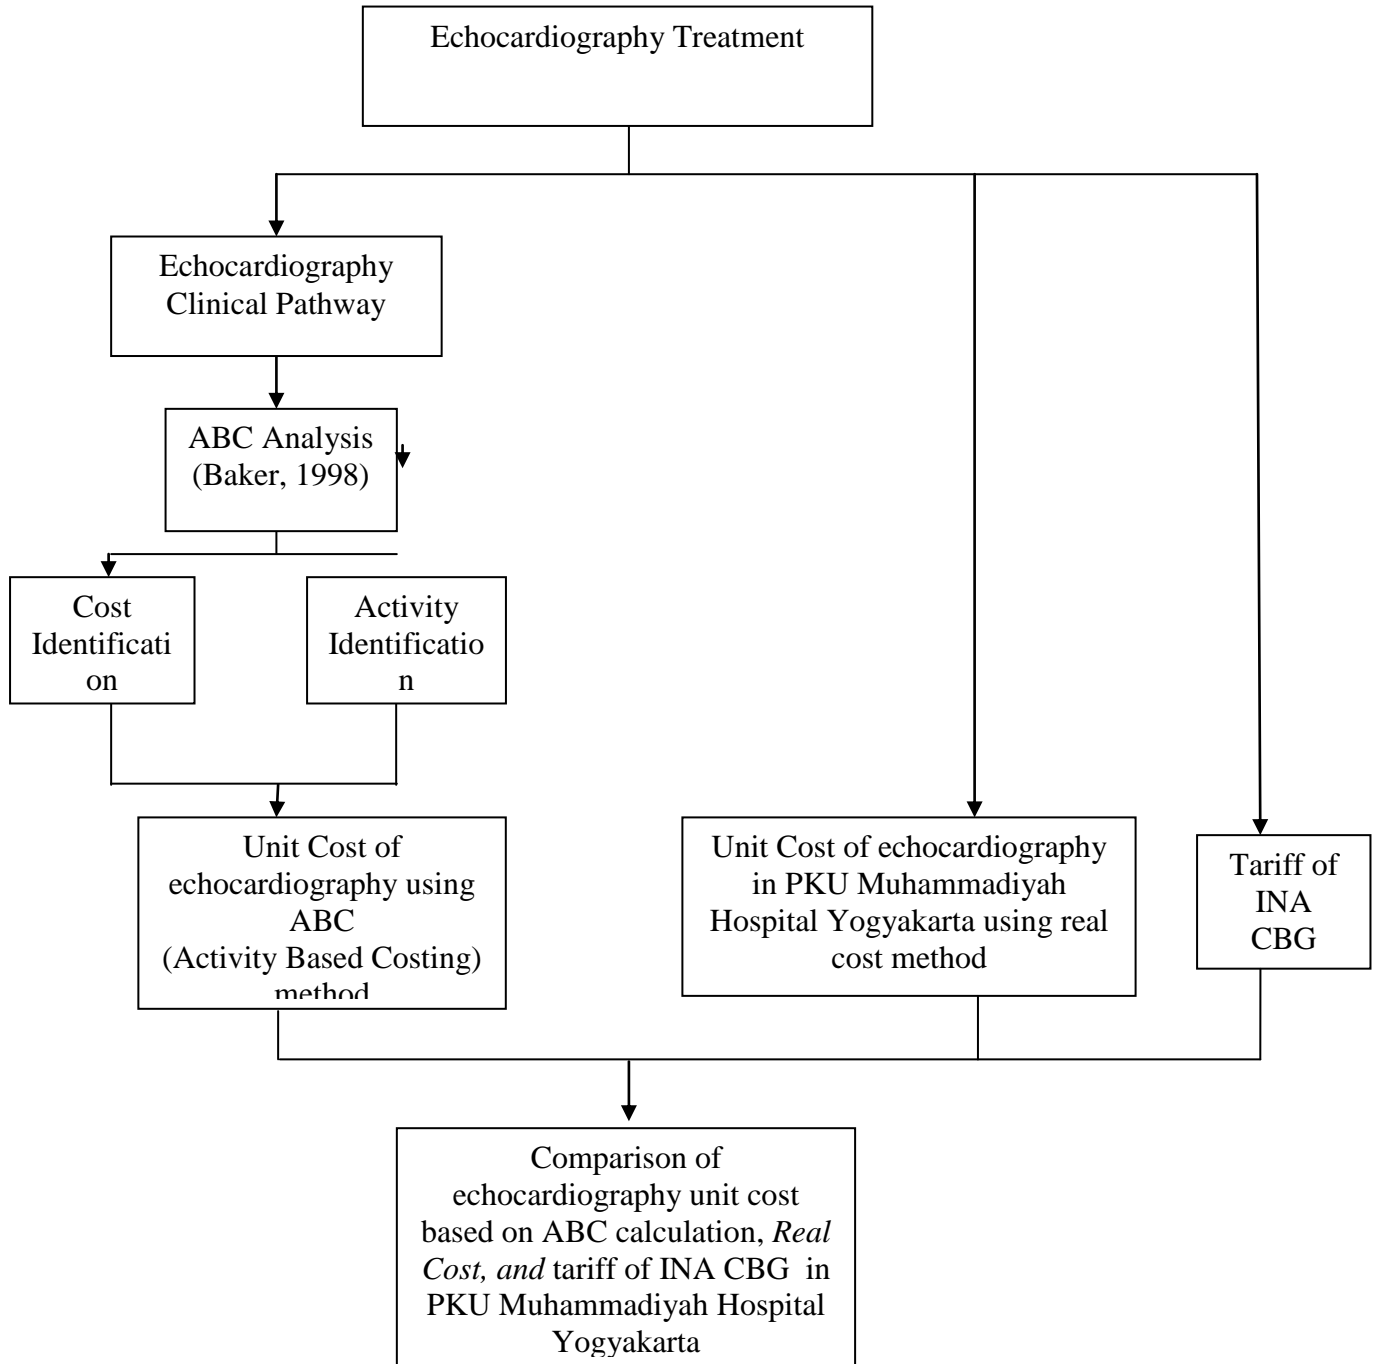 Echocardiography Treatment
Echocardiography
Clinical Pathway
ABC Analysis
(Baker, 1998)
Cost
Identificati
on
Activity
Identificatio
n
Unit Cost of
echocardiography using
ABC
(Activity Based Costing)
method
Unit Cost of echocardiography
in PKU Muhammadiyah
Hospital Yogyakarta using real
cost method
Tariff of
INA
CBG
Comparison of
echocardiography unit cost
based on ABC calculation, Real
Cost, and tariff of INA CBG in
PKU Muhammadiyah Hospital
Yogyakarta